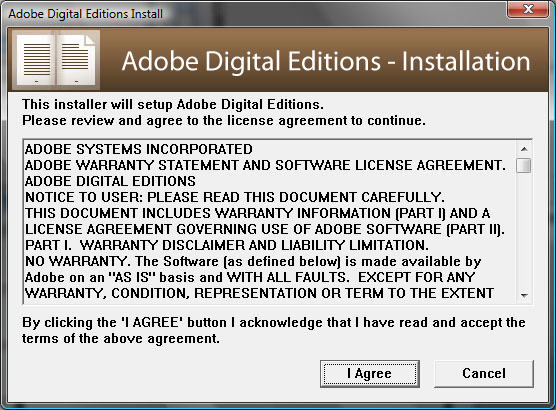 Adobe Digital Editions Install
Adobe Digital Editions - Installation
This installer will setup Adobe Digital Editions.
Please review and agree to the license agreement to continue.
ADOBE SYSTEMS INCORPORATED
ADOBE WARRANTY STATEMENT AND SOFTWARE LICENSE AGREEMENT.
ADOBE DIGITAL EDITIONS
NOTICE TO USER: PLEASE READ THIS DOCUMENT CAREFULLY.
THIS DOCUMENT INCLUDES WARRANTY INFORMATION (PART I) AND A
LICENSE AGREEMENT GOVERNING USE OF ADOBE SOFTWARE (PART II).
PART I.  WARRANTY DISCLAIMER AND LIABILITY LIMITATION.
NO WARRANTY. The Software (as defined below) is made available by
Adobe on an "AS IS" basis and WITH ALL FAULTS.  EXCEPT FOR ANY
WARRANTY, CONDITION, REPRESENTATION OR TERM TO THE EXTENT
By clicking the 'I AGREE' button I acknowledge that I have read and accept the
terms of the above agreement.
I Agree
Cancel